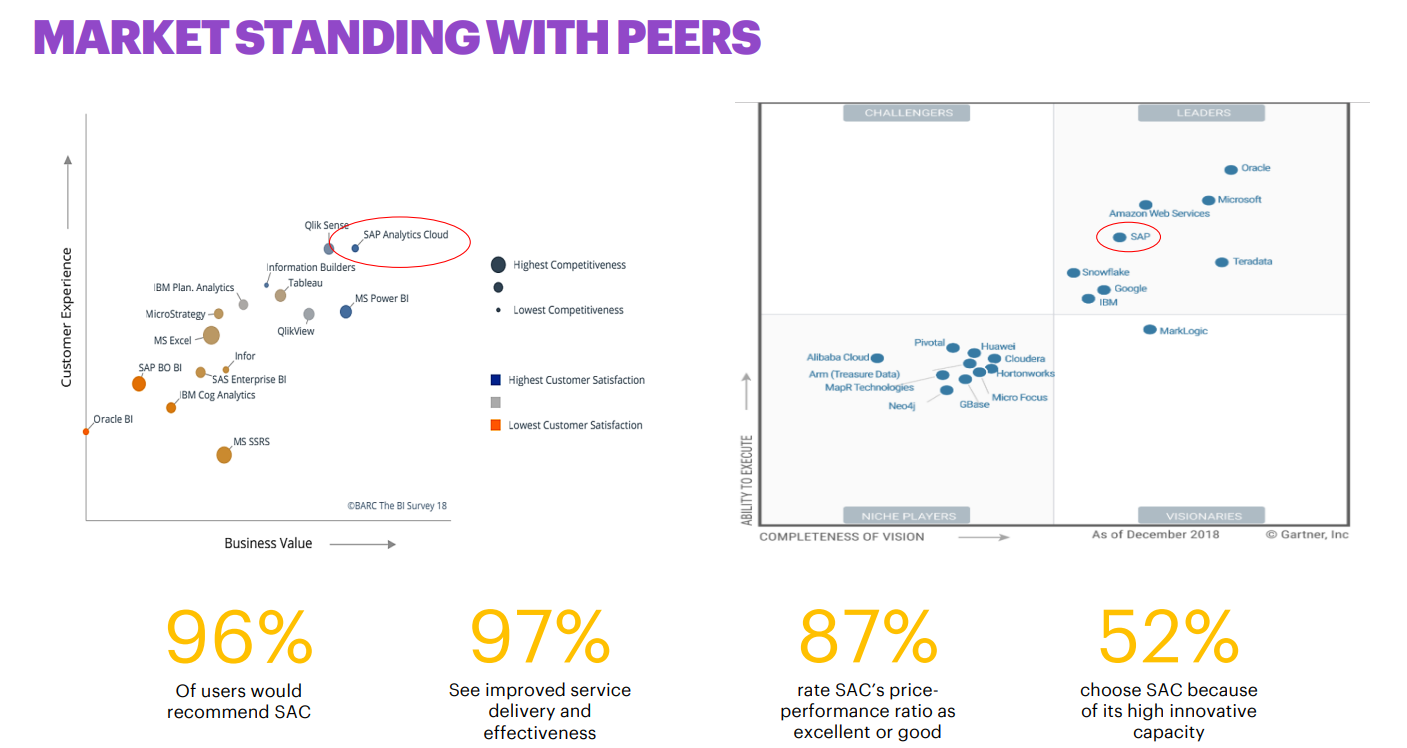 MARKET STANDING WITH PEERS
Customer Experience
Qlik Sense
SAP Analytics Cloud
Information Builders
IBM Plan. Analytics
Tableau
MS Power BI
MicroStrategy
QlikView
MS Excel
Infor
SAP BO BI
SAS Enterprise BI
IBM Cog Analytics
Oracle BI
MS SSRS
©BARC The BI Survey 18
Business Value
Highest Competitiveness
Lowest Competitiveness
Highest Customer Satisfaction
Lowest Customer Satisfaction
CHALLENGERS
LEADERS
Oracle
Microsoft
Amazon Web Services
SAP
Teradata
Snowflake
Google
IBM
MarkLogic
Pivotal
Huawei
Alibaba Cloud
Cloudera
Arm (Treasure Data)
Hortonworks
MapR Technologies
Micro Focus
Neo4j
GBase
ABILITY TO EXECUTE
NICHE PLAYERS
VISIONARIES
COMPLETENESS OF VISION
As of December 2018
© Gartner, Inc
96%
Of users would
recommend SAC
97%
See improved service
delivery and
effectiveness
87%
rate SAC’s price-
performance ratio as
excellent or good
52%
choose SAC because
of its high innovative
capacity